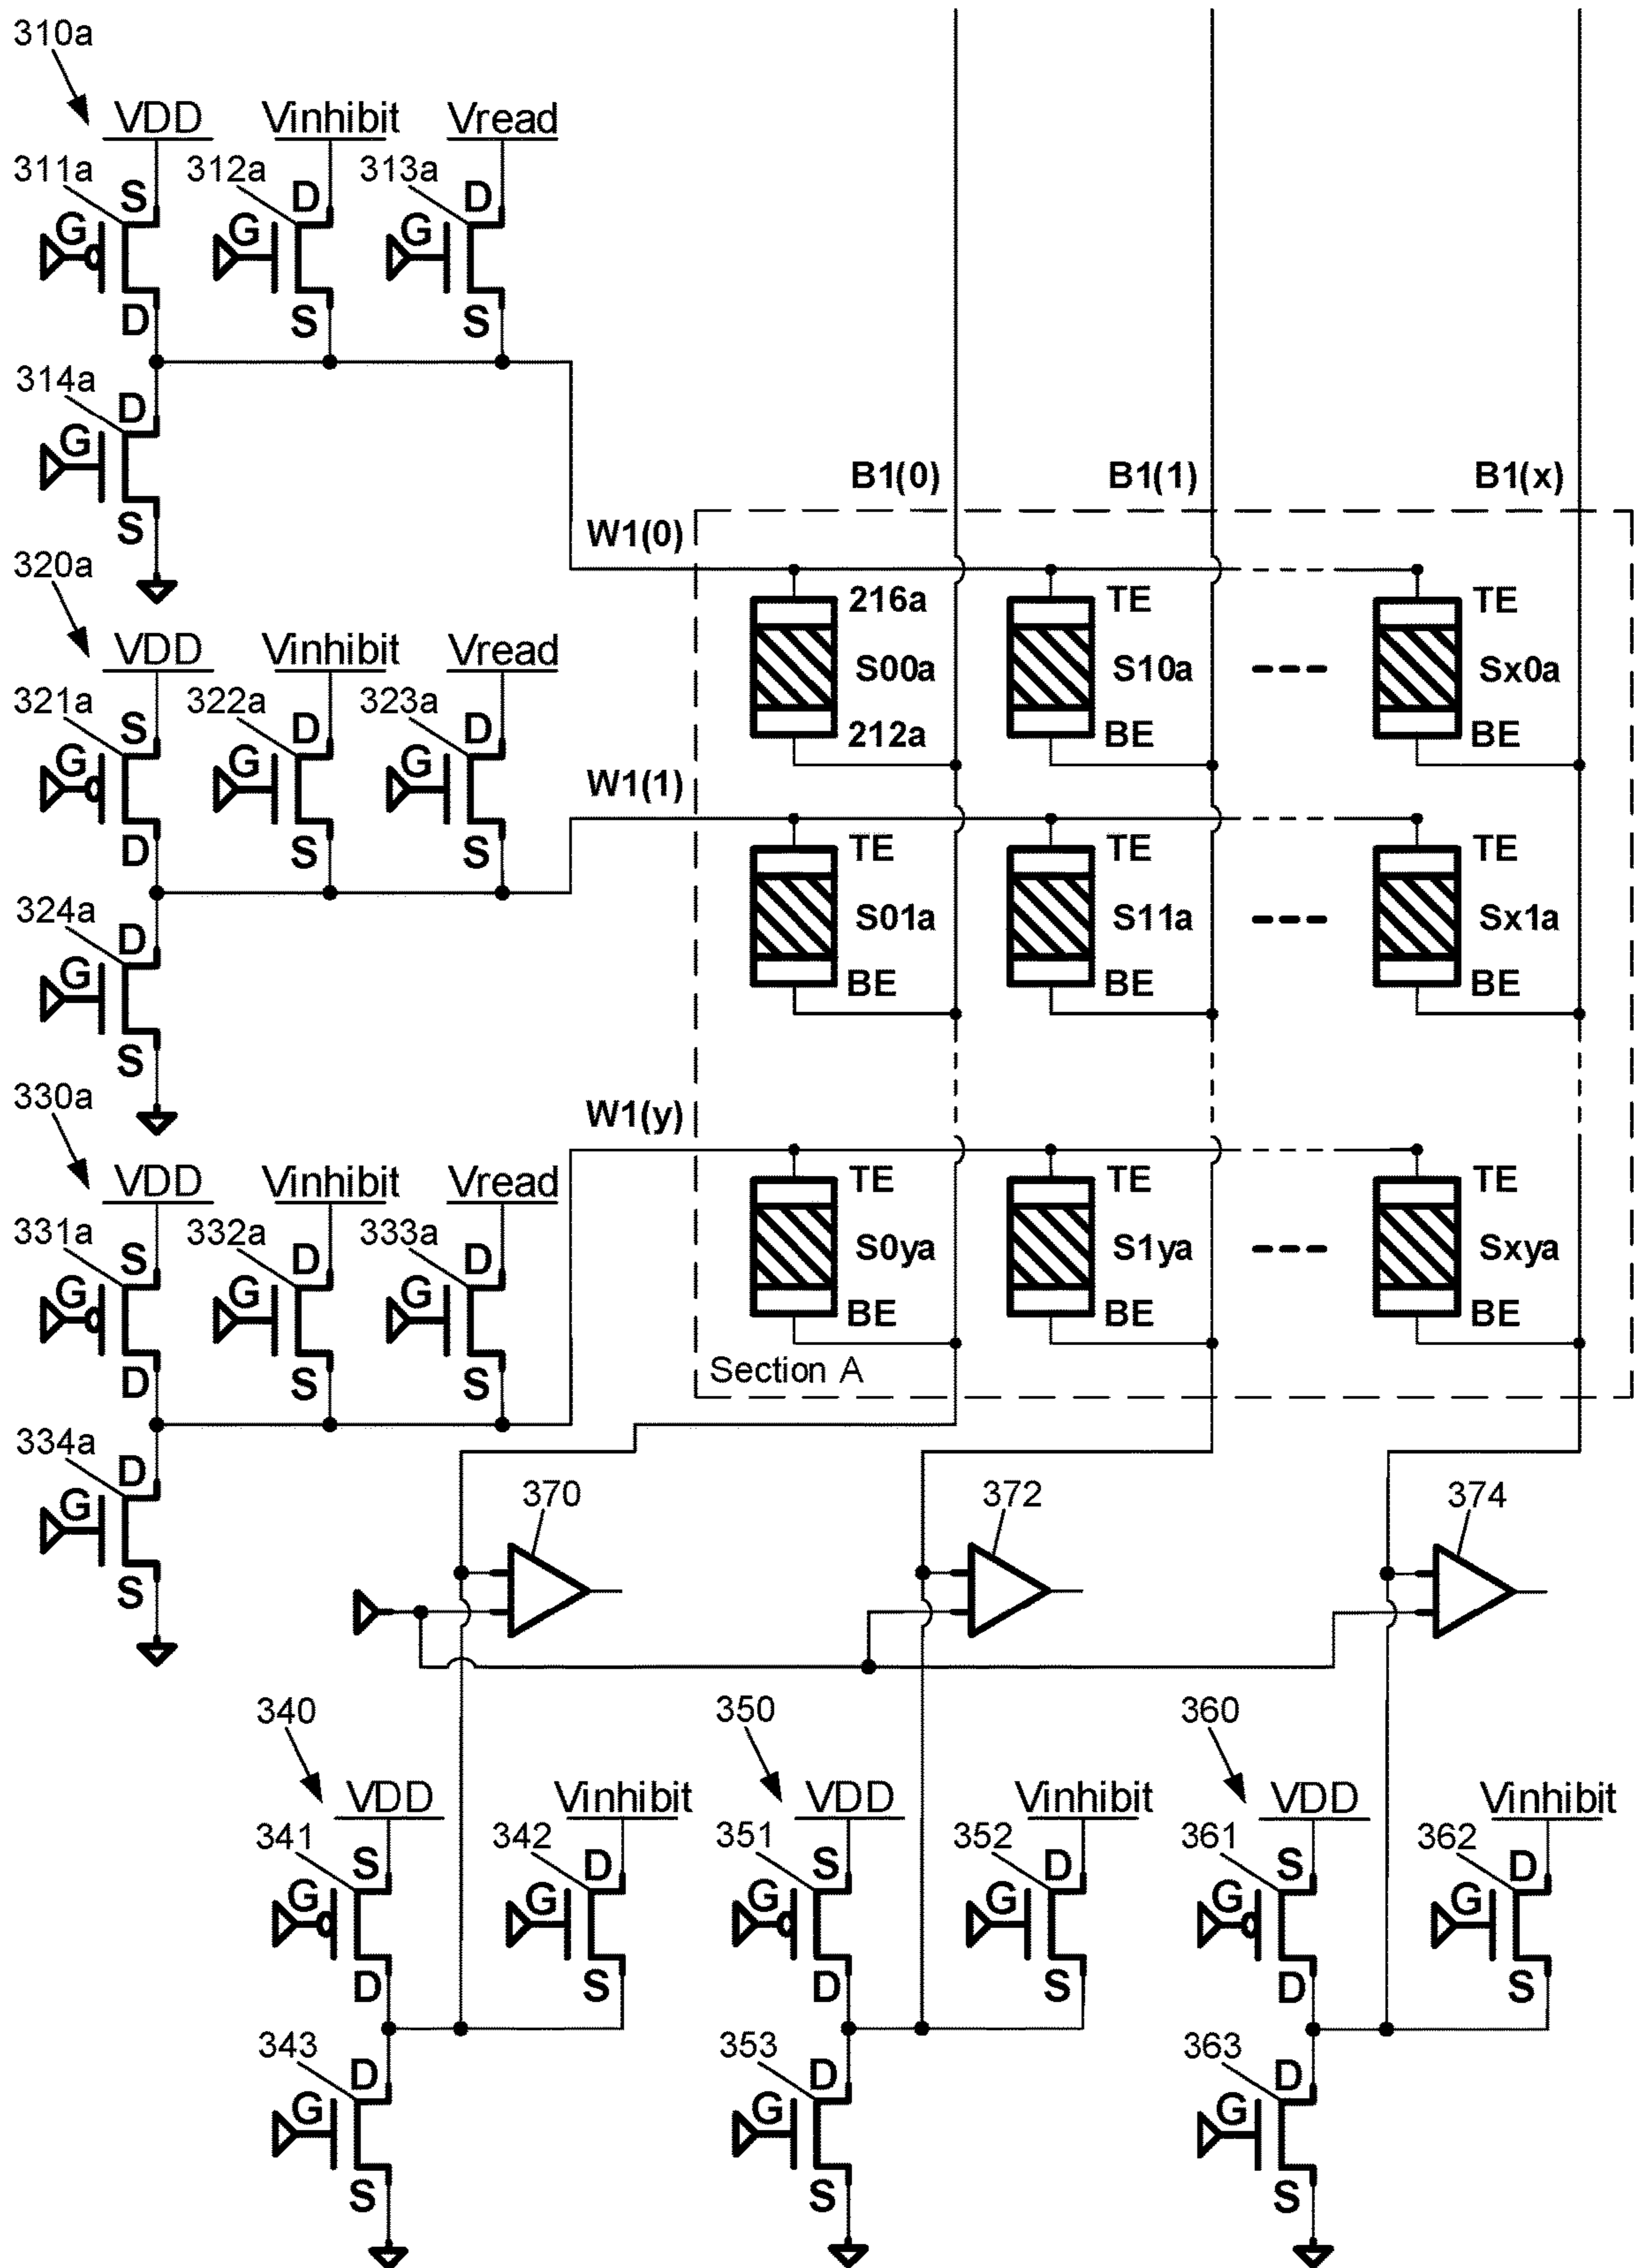 310a
VDD Vinhibit Vread
311a S 312a D 313a D
G G G
D S S
314a D
G
S
B1(0) B1(1) B1(x)
W1(0)
320a
216a TE TE
S00a S10a Sx0a
212a BE BE
VDD Vinhibit Vread
321a S 322a D 323a D
G G G
D S S
W1(1)
TE TE TE
S01a S11a Sx1a
BE BE BE
324a D
G
S
330a
W1(y)
VDD Vinhibit Vread
TE TE TE
331a S 332a D 333a D
S0ya S1ya Sxya
G G G
BE BE BE
D S S
Section A
334a D
G
S
370 372 374
340 350 360
VDD Vinhibit VDD Vinhibit VDD Vinhibit
341 S 342 D 351 S 352 D 361 S 362 D
G G G G G G
D S D S D S
343 D 353 D 363 D
G G G
S S S